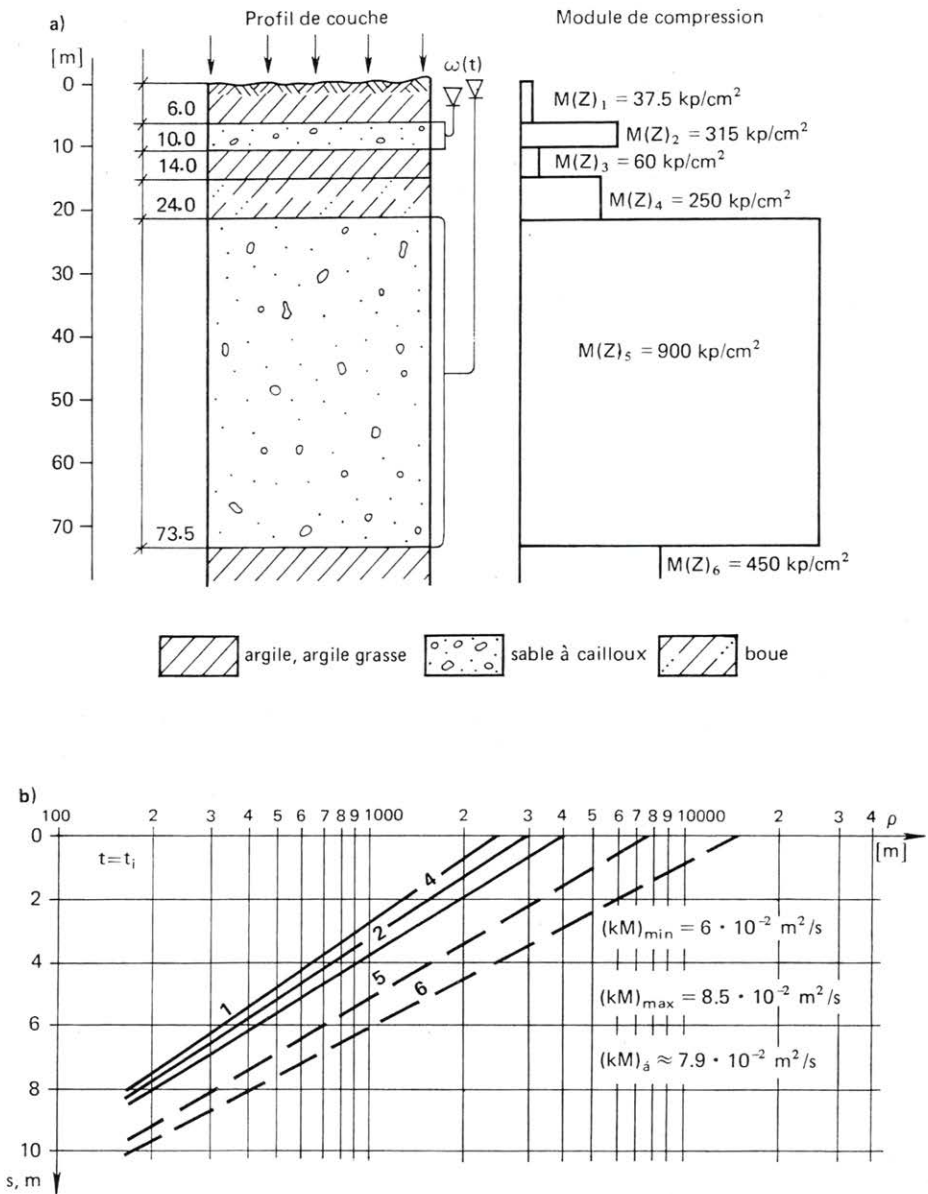 a)
Profil de couche
Module de compression
[m]
ω(t)
0
10
20
30
40
50
60
70
6.0
10.0
14.0
24.0
73.5
M(Z)₁ = 37.5 kp/cm²
M(Z)₂ = 315 kp/cm²
M(Z)₃ = 60 kp/cm²
M(Z)₄ = 250 kp/cm²
M(Z)₅ = 900 kp/cm²
M(Z)₆ = 450 kp/cm²
argile, argile grasse
sable à cailloux
boue
b)
100 2 3 4 5 6 7 8 9 1000 2 3 4 5 6 7 8 9 10000 2 3 4 ρ
[m]
0
2
4
6
8
10
s, m
t=tᵢ
1
4
2
5
6
(kM)min = 6 · 10⁻² m²/s
(kM)max = 8.5 · 10⁻² m²/s
(kM)á ≈ 7.9 · 10⁻² m²/s